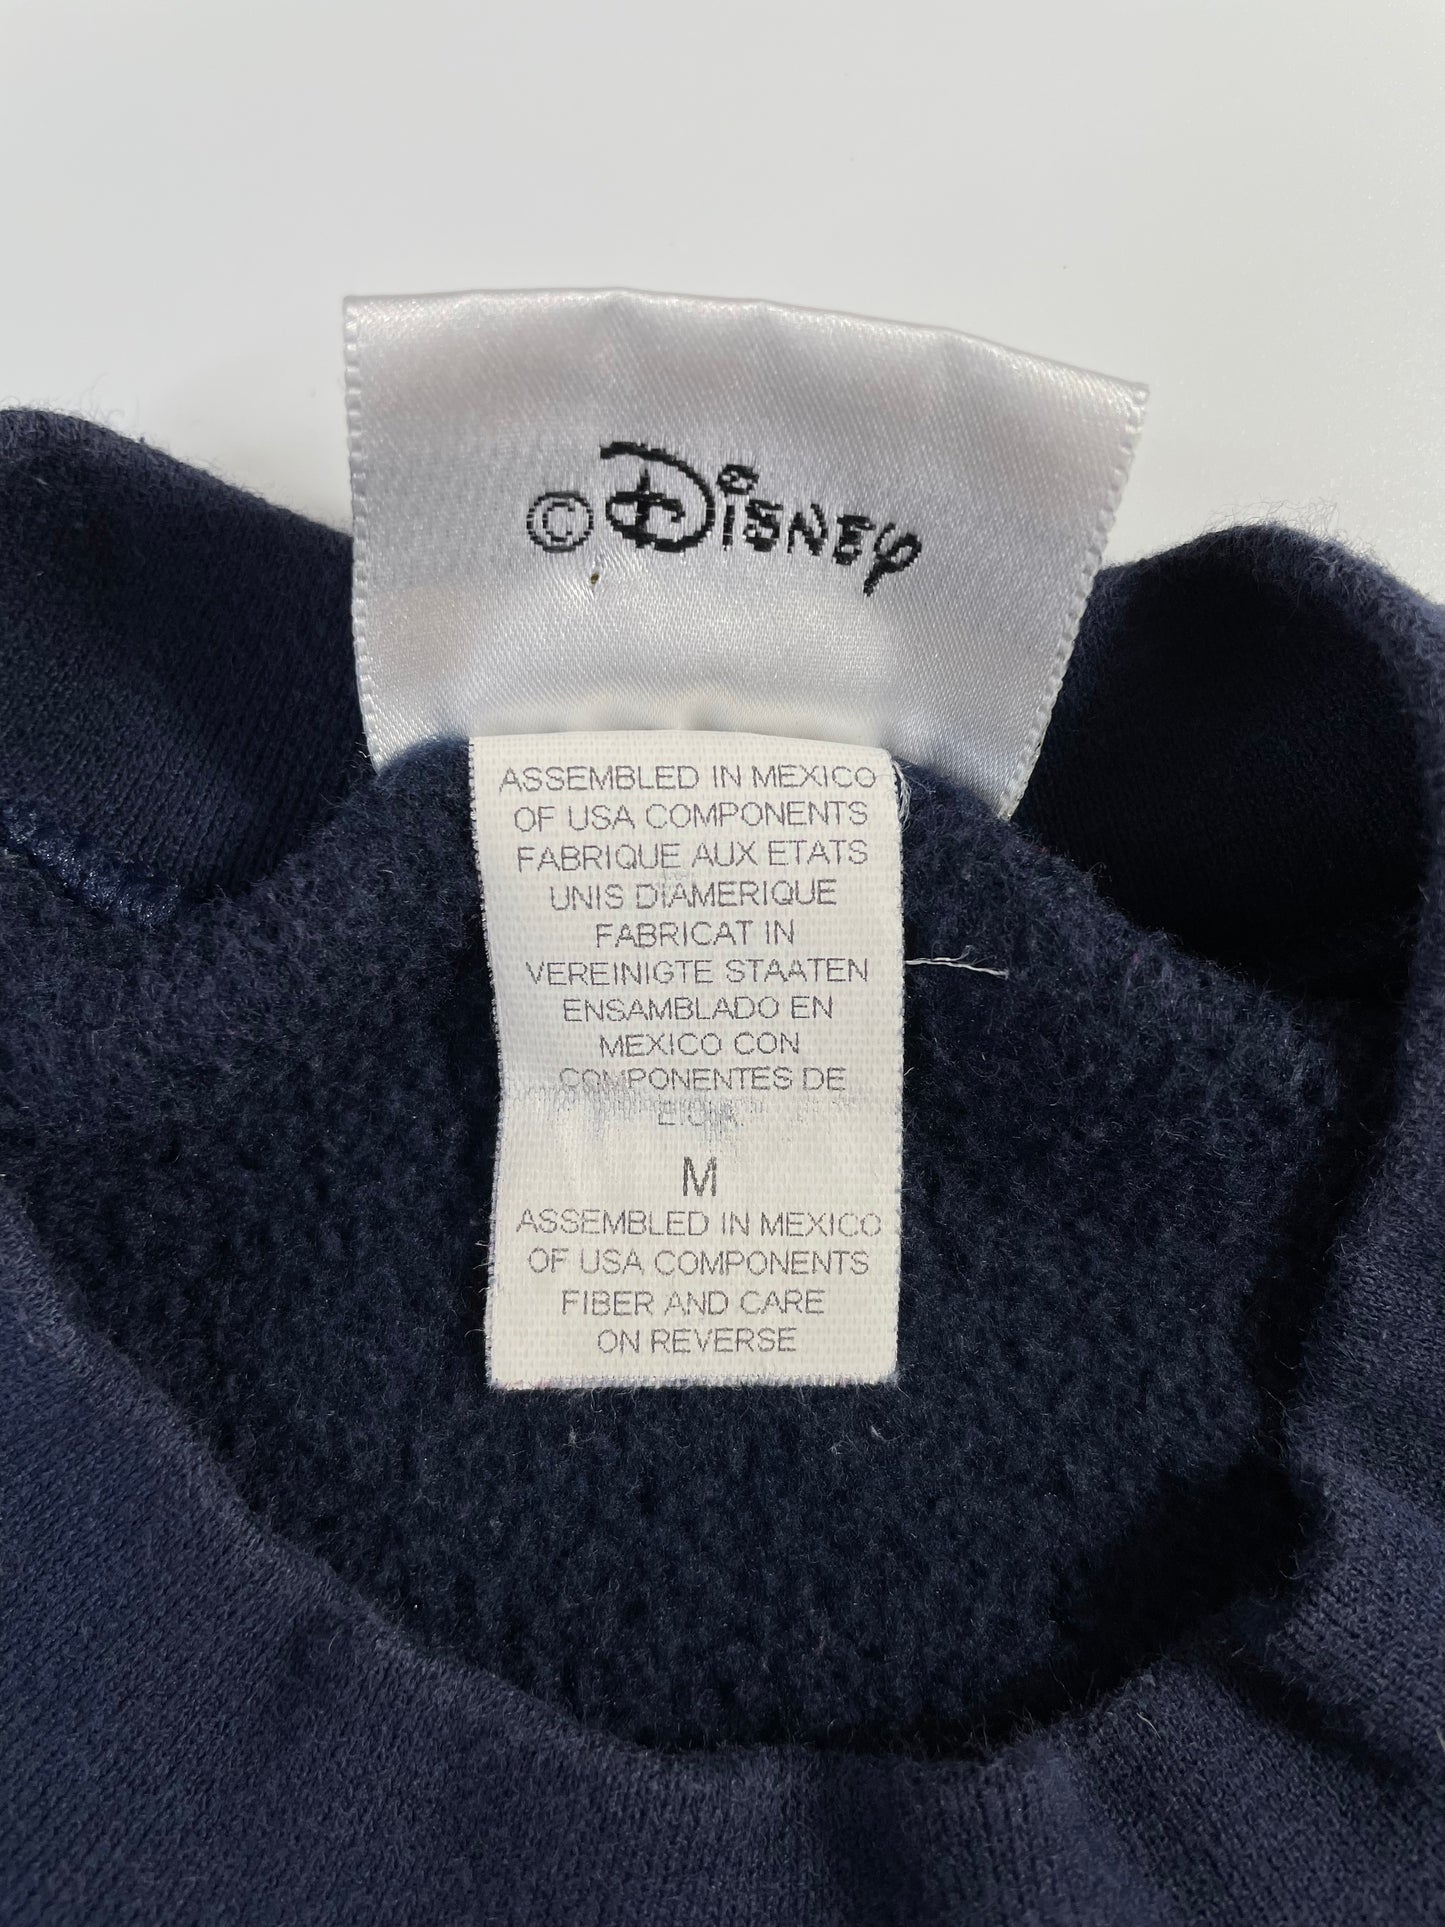 © Disney
ASSEMBLED IN MEXICO
OF USA COMPONENTS
FABRIQUE AUX ETATS
UNIS D'AMERIQUE
FABRICAT IN
VEREINIGTE STAATEN
ENSAMBLADO EN
MEXICO CON
COMPONENTES DE
M
ASSEMBLED IN MEXICO
OF USA COMPONENTS
FIBER AND CARE
ON REVERSE